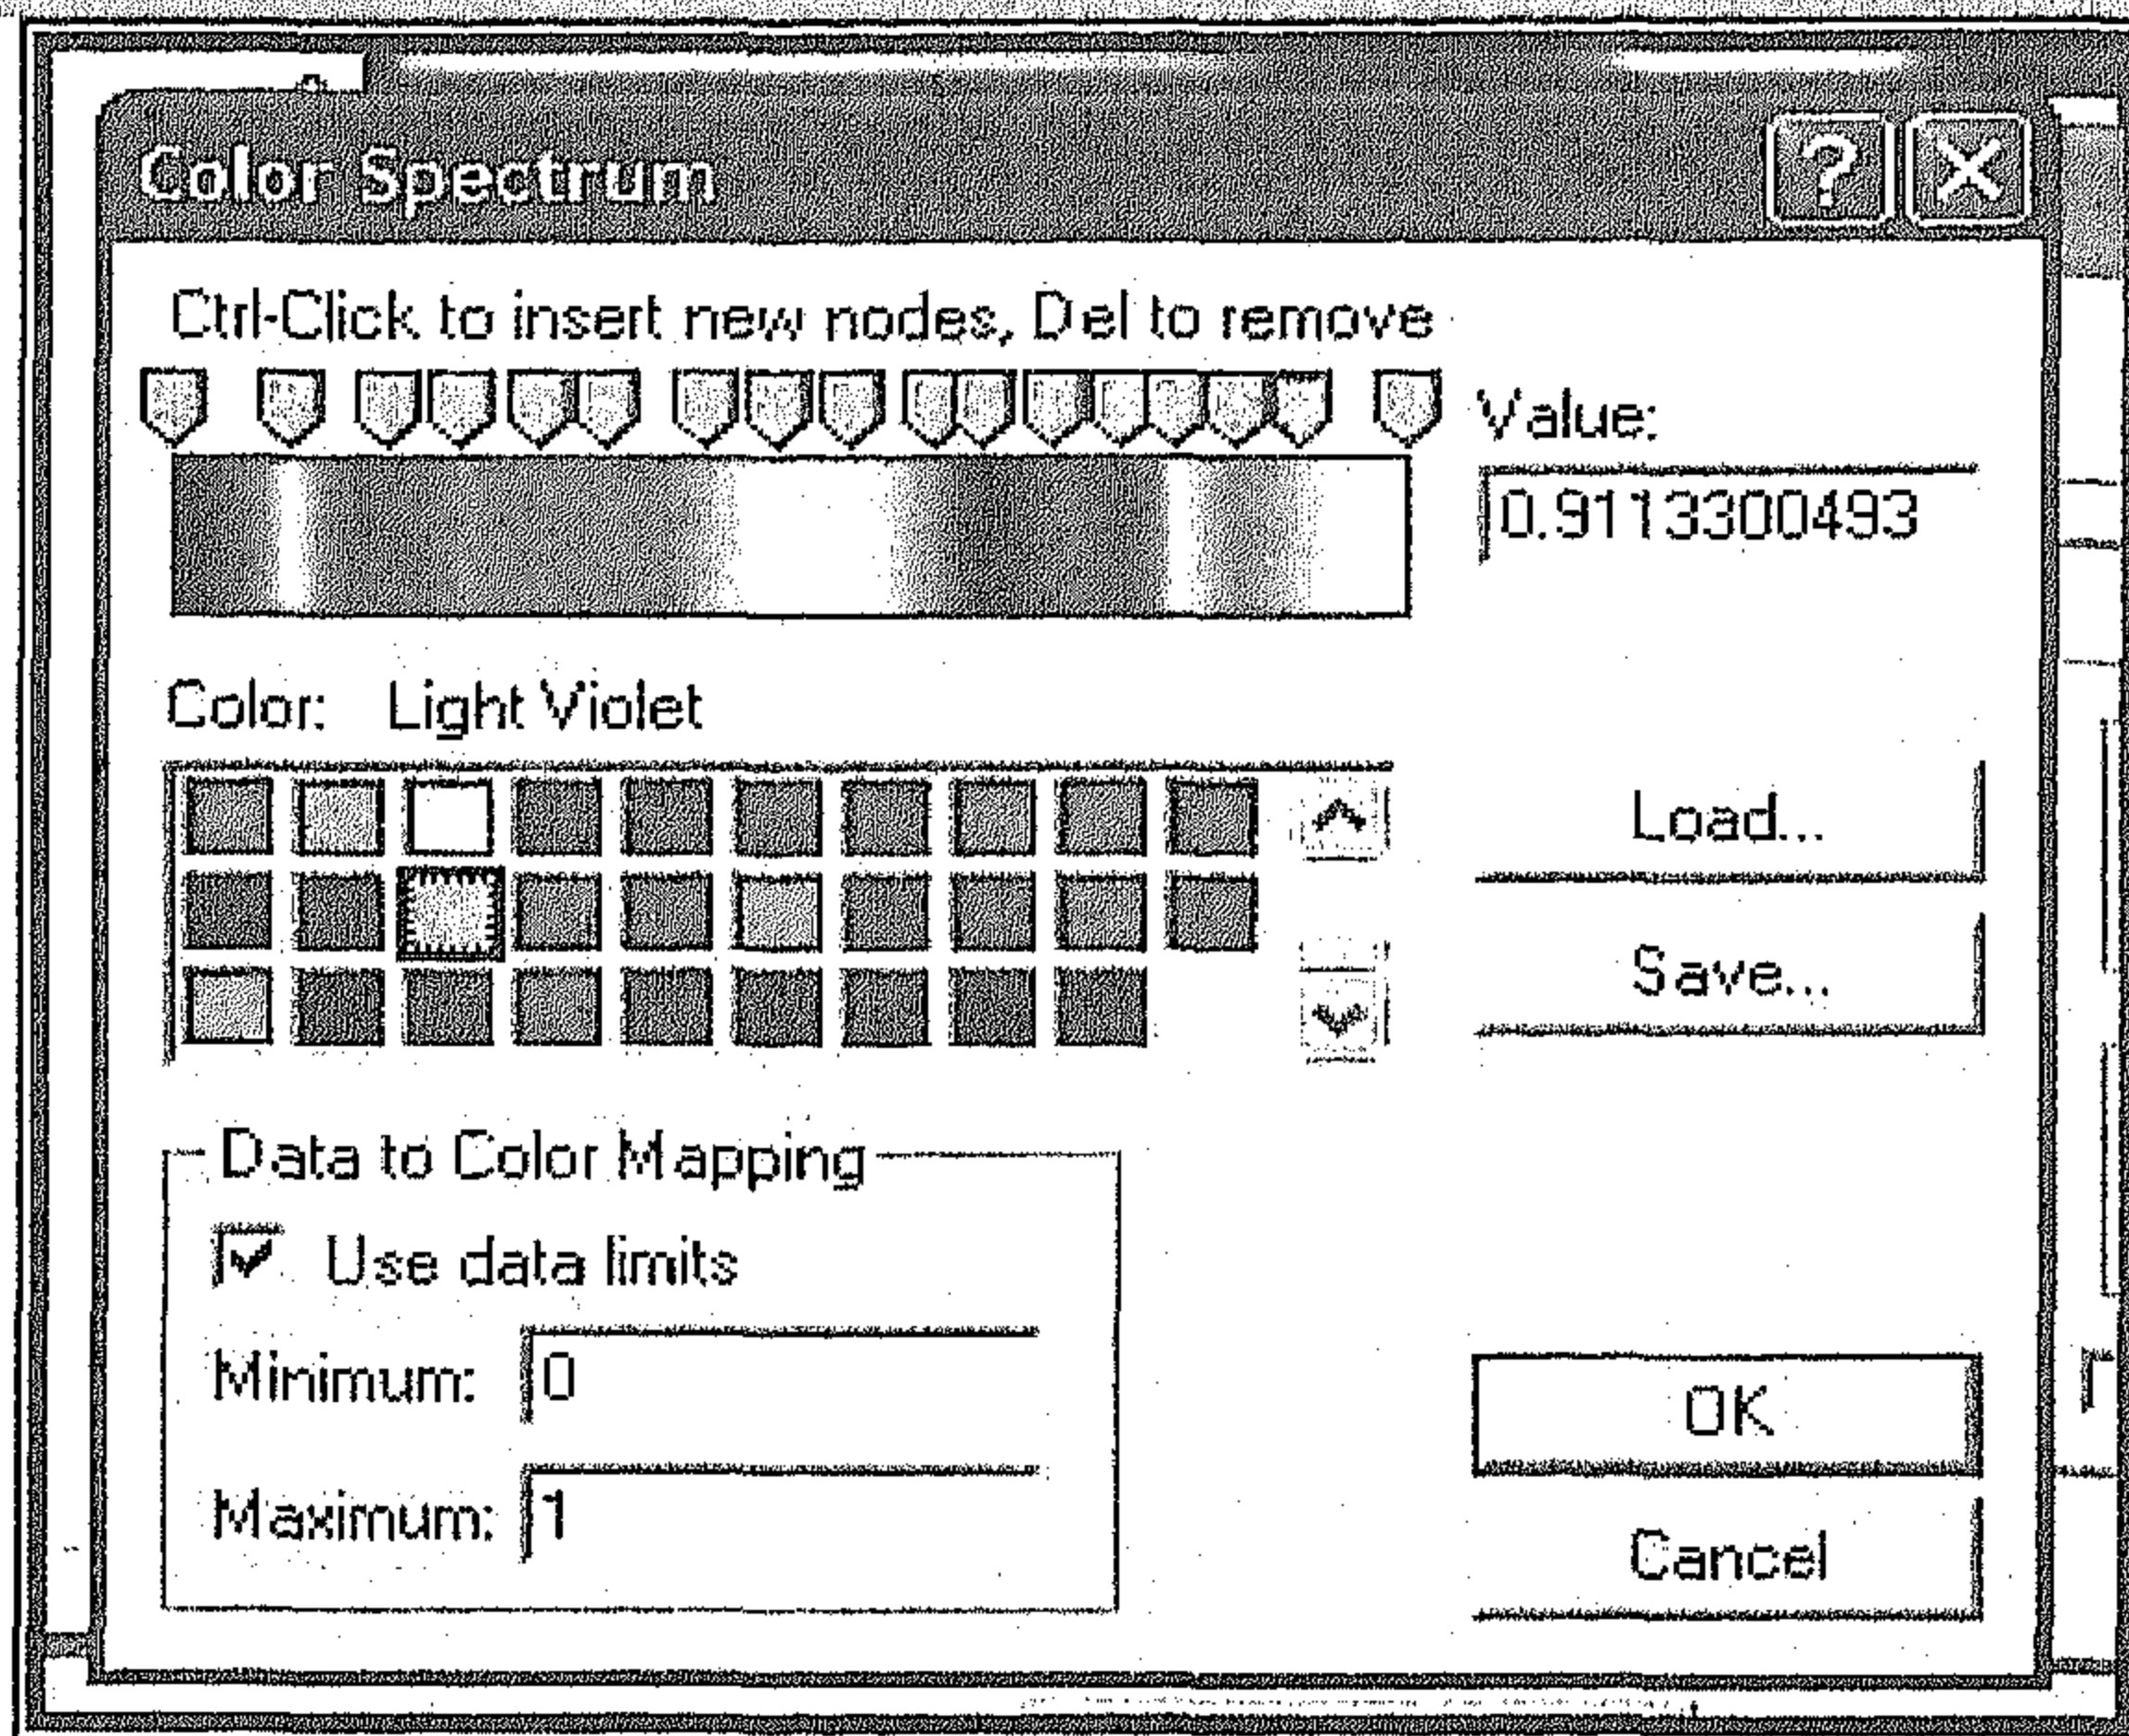 Color Spectrum
Ctrl-Click to insert new nodes, Del to remove
Value:
0.9113300493
Color: Light Violet
Load...
Save...
Data to Color Mapping
Use data limits
Minimum: 0
Maximum: 1
OK
Cancel